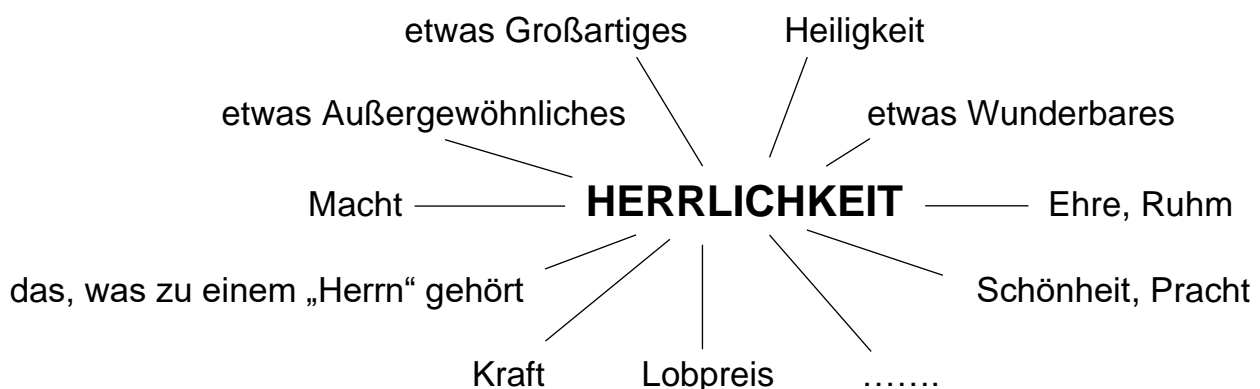 etwas Großartiges Heiligkeit
etwas Außergewöhnliches etwas Wunderbares
Macht HERRLICHKEIT Ehre, Ruhm
das, was zu einem „Herrn“ gehört Schönheit, Pracht
Kraft Lobpreis …….